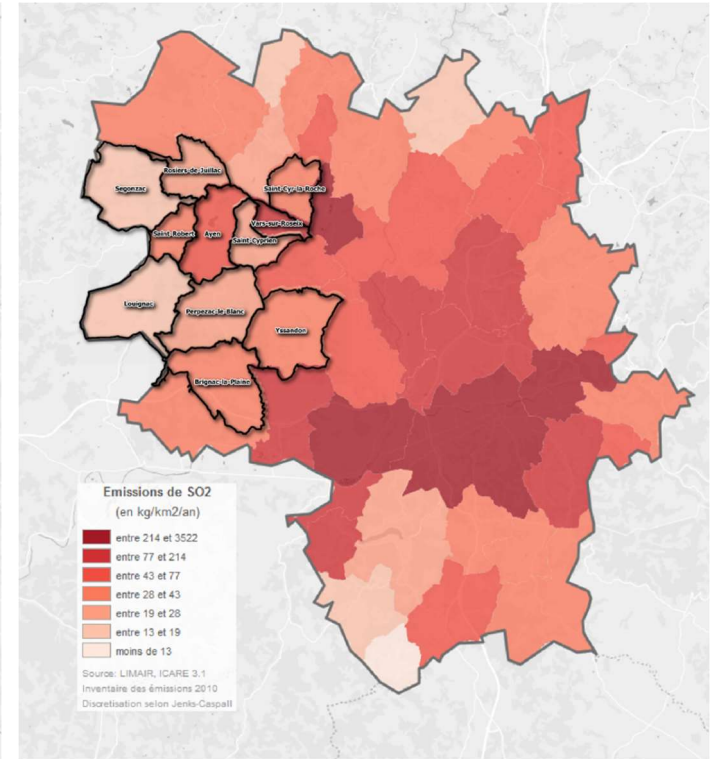 Rosiers-de-Juillac
Segonzac
Saint-Cyr-la-Roche
Vars-sur-Roseix
Saint-Robert
Ayen
Saint-Cyprien
Louignac
Perpezac-le-Blanc
Yssandon
Brignac-la-Plaine
Emissions de SO2
(en kg/km2/an)
entre 214 et 3522
entre 77 et 214
entre 43 et 77
entre 28 et 43
entre 19 et 28
entre 13 et 19
moins de 13
Source: LIMAIR, ICARE 3.1
Inventaire des émissions 2010
Discretisation selon Jenks-Caspall